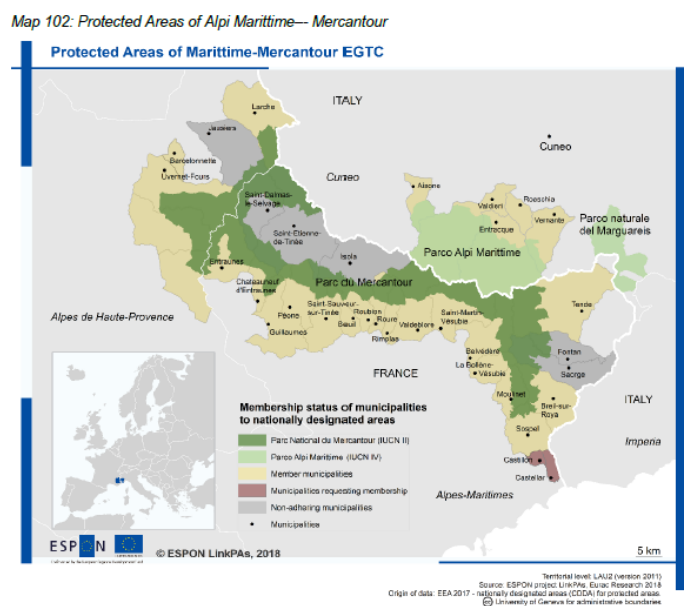 Map 102: Protected Areas of Alpi Marittime–- Mercantour
Protected Areas of Marittime-Mercantour EGTC
ITALY
Larche
Jausiers
Cuneo
Barcelonnette
Uvernet-Fours
Cuneo
Aisone
Saint-Dalmas-
le-Selvage
Valdieri
Roaschia
Vernante
Entracque
Parco naturale
del Marguareis
Saint-Etienne-
de-Tinée
Parco Alpi Marittime
Isola
Entraunes
Parc du Mercantour
Chateauneuf
d'Entraunes
Tende
Alpes de Haute-Provence
Péone
Saint-Sauveur-
sur-Tinée
Roubion
Roure
Saint-Martin-
Vésubie
Guillaumes
Beuil
Rimplas
Valdeblore
Belvédère
Fontan
La Bollène-
Vésubie
Saorge
FRANCE
Moulinet
Breil-sur-
Roya
ITALY
Sospel
Imperia
Castillon
Castellar
Alpes-Maritimes
Membership status of municipalities
to nationally designated areas
Parc National du Mercantour (IUCN II)
Parco Alpi Marittime (IUCN IV)
Member municipalities
Municipalities requesting membership
Non-adhering municipalities
Municipalities
ESPON
© ESPON LinkPAs, 2018
5 km
Territorial level: LAU2 (version 2011)
Source: ESPON project LinkPAs, Eurac Research 2018
Origin of data: EEA 2017 - nationally designated areas (CDDA) for protected areas
University of Geneva for administrative boundaries